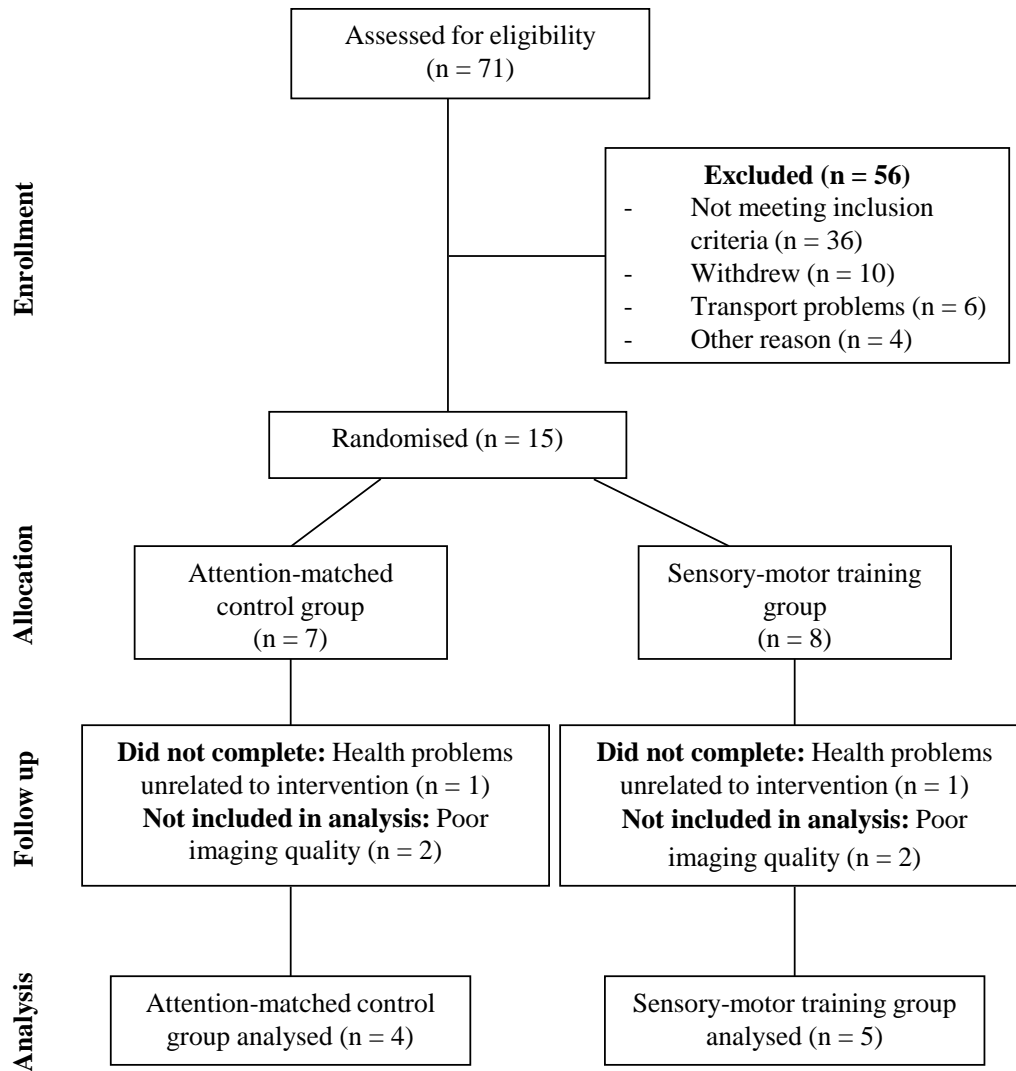 Assessed for eligibility
(n = 71)
Enrollment
Excluded (n = 56)
- Not meeting inclusion
criteria (n = 36)
- Withdrew (n = 10)
- Transport problems (n = 6)
- Other reason (n = 4)
Randomised (n = 15)
Allocation
Attention-matched
control group
(n = 7)
Sensory-motor training
group
(n = 8)
Follow up
Did not complete: Health problems
unrelated to intervention (n = 1)
Not included in analysis: Poor
imaging quality (n = 2)
Did not complete: Health problems
unrelated to intervention (n = 1)
Not included in analysis: Poor
imaging quality (n = 2)
Analysis
Attention-matched control
group analysed (n = 4)
Sensory-motor training group
analysed (n = 5)